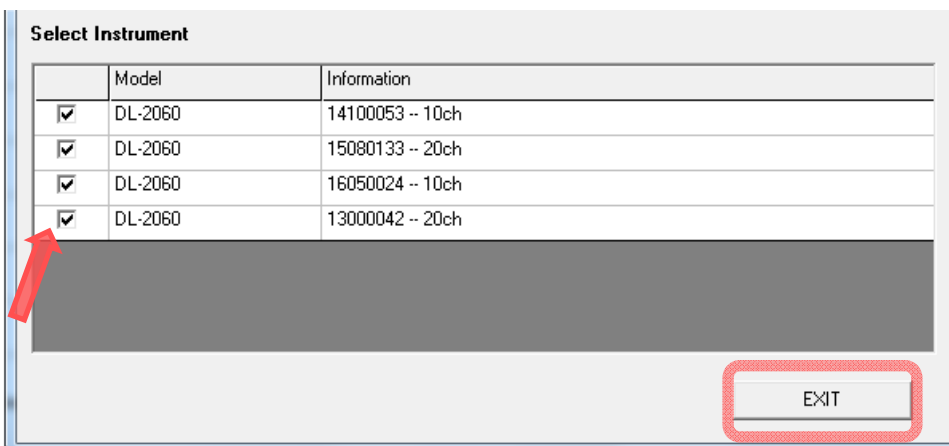 Select Instrument
Model Information
DL-2060 14100053 -- 10ch
DL-2060 15080133 -- 20ch
DL-2060 16050024 -- 10ch
DL-2060 13000042 -- 20ch
EXIT